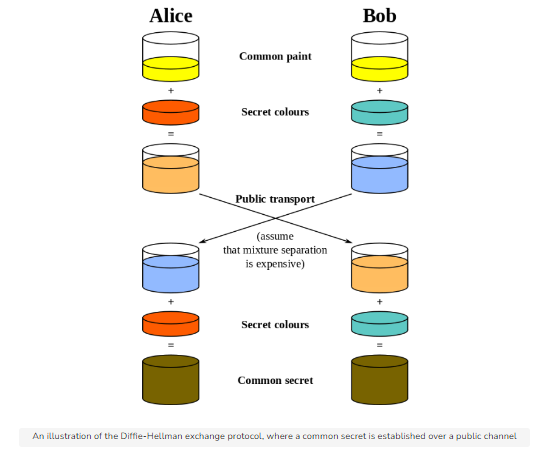 Alice Bob
Common paint
+ +
Secret colours
= =
Public transport
(assume
that mixture separation
is expensive)
+ +
Secret colours
= =
Common secret
An illustration of the Diffie-Hellman exchange protocol, where a common secret is established over a public channel